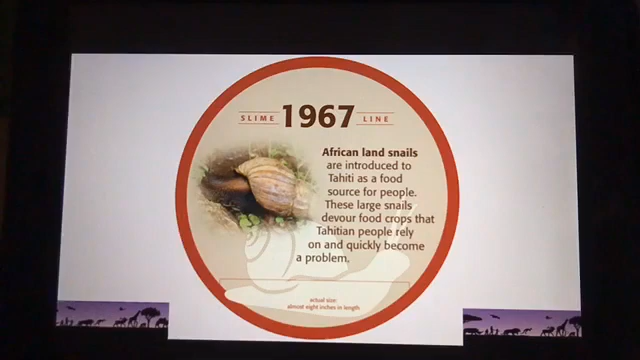 SLIME 1967 LINE
African land snails
are introduced to
Tahiti as a food
source for people.
These large snails
devour food crops that
Tahitian people rely
on and quickly become
a problem.
actual size:
almost eight inches in length